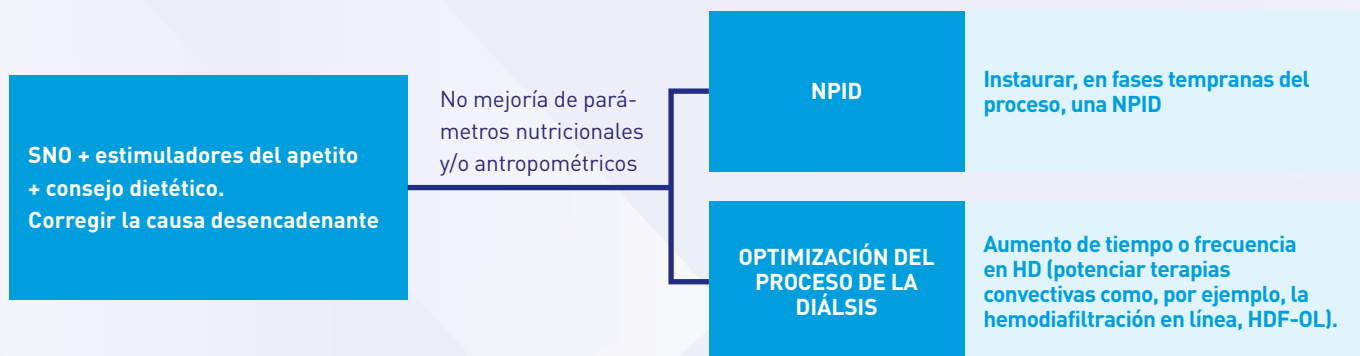 SNO + estimuladores del apetito
+ consejo dietético.
Corregir la causa desencadenante
No mejoría de pará-
metros nutricionales
y/o antropométricos
NPID
Instaurar, en fases tempranas del
proceso, una NPID
OPTIMIZACIÓN DEL
PROCESO DE LA
DIÁLSIS
Aumento de tiempo o frecuencia
en HD (potenciar terapias
convectivas como, por ejemplo, la
hemodiafiltración en línea, HDF-OL).